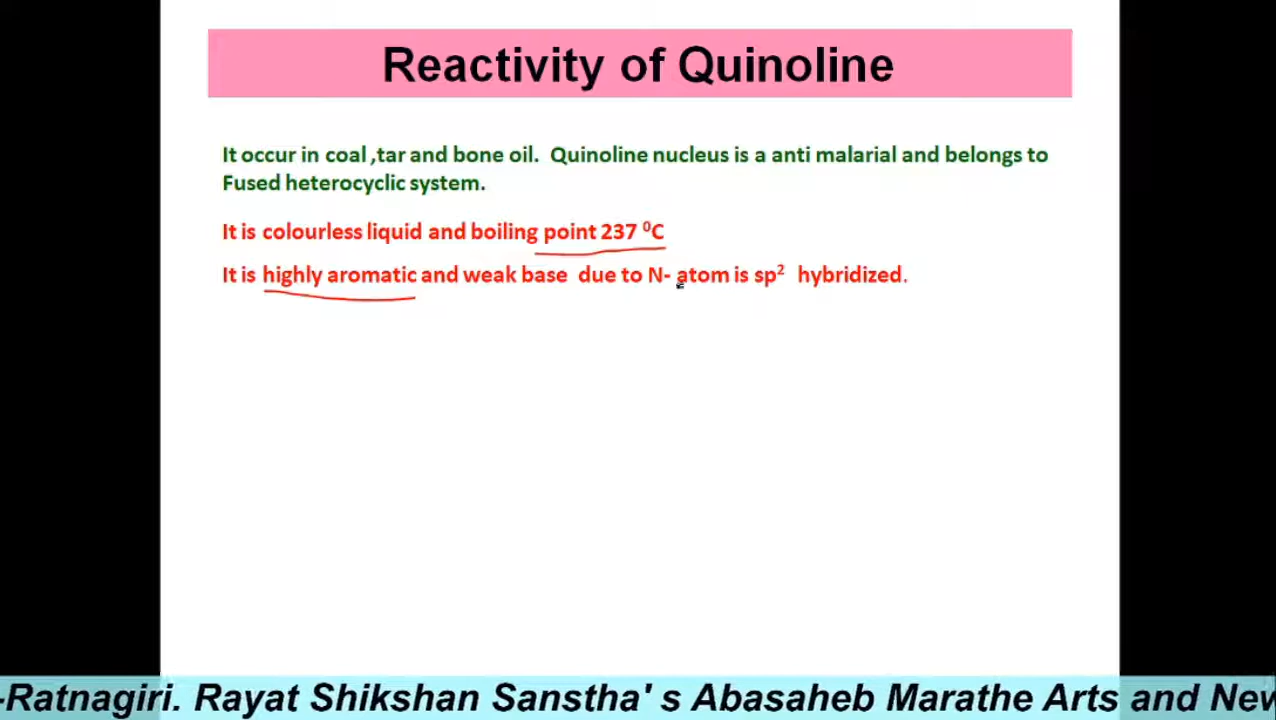 Reactivity of Quinoline
It occur in coal ,tar and bone oil. Quinoline nucleus is a anti malarial and belongs to
Fused heterocyclic system.
It is colourless liquid and boiling point 237 ⁰C
It is highly aromatic and weak base due to N- atom is sp² hybridized.
-Ratnagiri. Rayat Shikshan Sanstha' s Abasaheb Marathe Arts and New